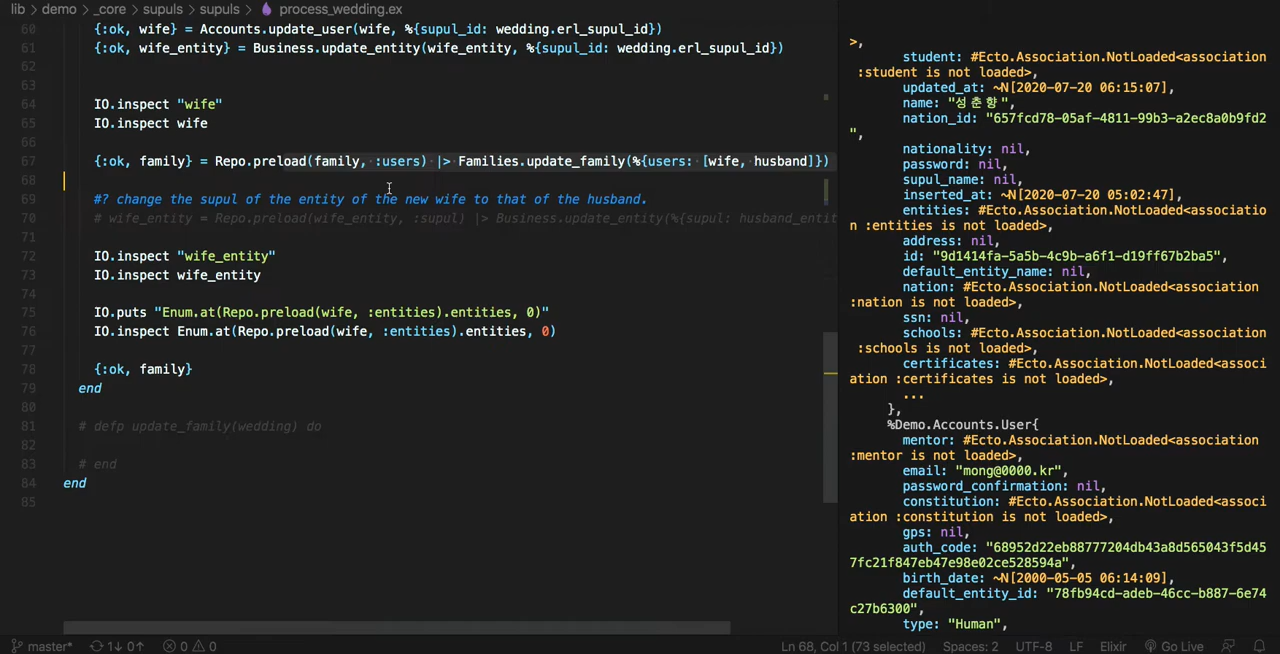 lib > demo > _core > supuls > supuls > process_wedding.ex
60 {:ok, wife} = Accounts.update_user(wife, %{supul_id: wedding.erl_supul_id})
61 {:ok, wife_entity} = Business.update_entity(wife_entity, %{supul_id: wedding.erl_supul_id})
62
63
64 IO.inspect "wife"
65 IO.inspect wife
66
67 {:ok, family} = Repo.preload(family, :users) |> Families.update_family(%{users: [wife, husband]})
68
69 #? change the supul of the entity of the new wife to that of the husband.
70 # wife_entity = Repo.preload(wife_entity, :supul) |> Business.update_entity(%{supul: husband_entit
71
72 IO.inspect "wife_entity"
73 IO.inspect wife_entity
74
75 IO.puts "Enum.at(Repo.preload(wife, :entities).entities, 0)"
76 IO.inspect Enum.at(Repo.preload(wife, :entities).entities, 0)
77
78 {:ok, family}
79 end
80
81 # defp update_family(wedding) do
82
83 # end
84 end
85
>,
student: #Ecto.Association.NotLoaded<association
:student is not loaded>,
updated_at: ~N[2020-07-20 06:15:07],
name: "성춘향",
nation_id: "657fcd78-05af-4811-99b3-a2ec8a0b9fd2
",
nationality: nil,
password: nil,
supul_name: nil,
inserted_at: ~N[2020-07-20 05:02:47],
entities: #Ecto.Association.NotLoaded<associatio
n :entities is not loaded>,
address: nil,
id: "9d1414fa-5a5b-4c9b-a6f1-d19ff67b2ba5",
default_entity_name: nil,
nation: #Ecto.Association.NotLoaded<association
:nation is not loaded>,
ssn: nil,
schools: #Ecto.Association.NotLoaded<association
:schools is not loaded>,
certificates: #Ecto.Association.NotLoaded<associ
ation :certificates is not loaded>,
...
},
%Demo.Accounts.User{
mentor: #Ecto.Association.NotLoaded<association
:mentor is not loaded>,
email: "mong@0000.kr",
password_confirmation: nil,
constitution: #Ecto.Association.NotLoaded<associ
ation :constitution is not loaded>,
gps: nil,
auth_code: "68952d22eb88777204db43a8d565043f5d45
7fc21f847eb47e98e02ce528594a",
birth_date: ~N[2000-05-05 06:14:09],
default_entity_id: "78fb94cd-adeb-46cc-b887-6e74
c27b6300",
type: "Human",
master* 1↓ 0↑ 0 0 Ln 68, Col 1 (73 selected) Spaces: 2 UTF-8 LF Elixir Go Live